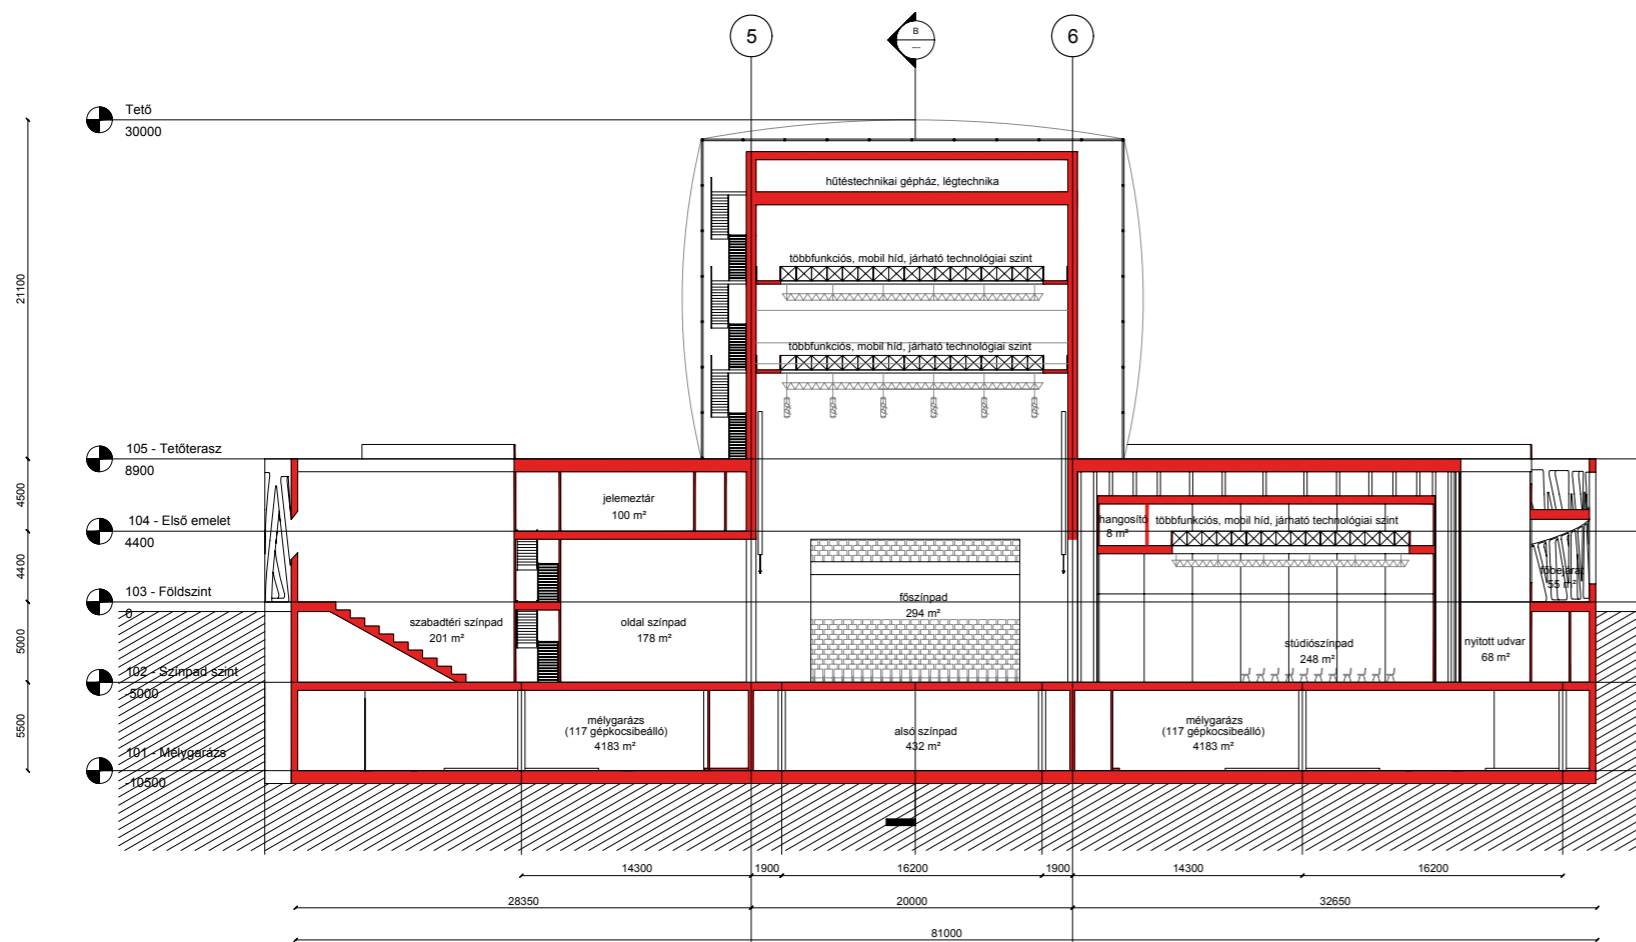 5
B
6
Tető
30000
hűtéstechnikai gépház, légtechnika
többfunkciós, mobil híd, járható technológiai szint
21100
többfunkciós, mobil híd, járható technológiai szint
105 - Tetőterasz
8900
4500
jelemeztár
100 m²
104 - Első emelet
4400
hangosító
8 m²
többfunkciós, mobil híd, járható technológiai szint
4400
103 - Földszint
0
főszínpad
294 m²
55 m²
szabadtéri színpad
201 m²
oldal színpad
178 m²
stúdiószínpad
248 m²
nyitott udvar
68 m²
5000
102 - Színpad szint
-5000
5500
mélygarázs
(117 gépkocsibeálló)
4183 m²
alsó színpad
432 m²
mélygarázs
(117 gépkocsibeálló)
4183 m²
101 - Mélygarázs
-10500
14300
1900
16200
1900
14300
16200
28350
20000
32650
81000